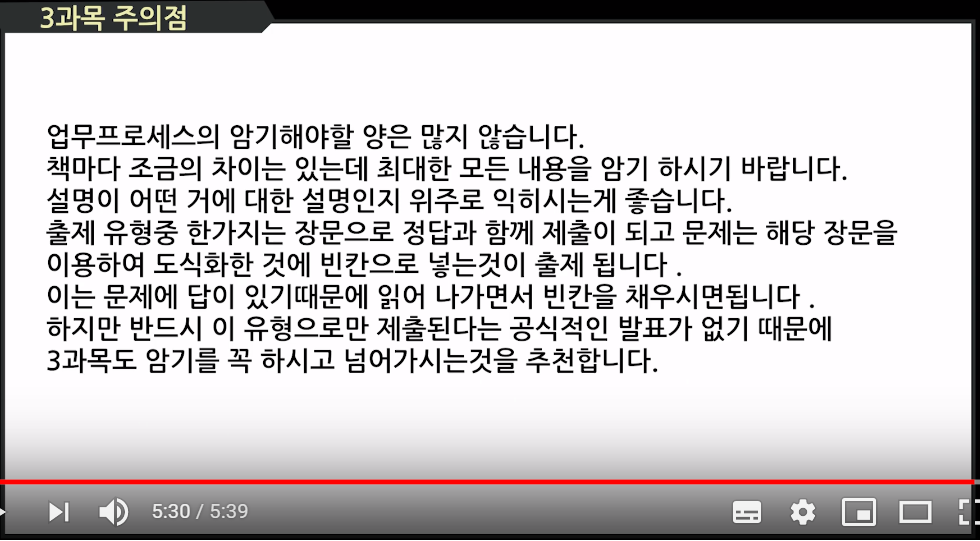 3과목 주의점
업무프로세스의 암기해야할 양은 많지 않습니다.
책마다 조금의 차이는 있는데 최대한 모든 내용을 암기 하시기 바랍니다.
설명이 어떤 거에 대한 설명인지 위주로 익히시는게 좋습니다.
출제 유형중 한가지는 장문으로 정답과 함께 제출이 되고 문제는 해당 장문을
이용하여 도식화한 것에 빈칸으로 넣는것이 출제 됩니다 .
이는 문제에 답이 있기때문에 읽어 나가면서 빈칸을 채우시면됩니다 .
하지만 반드시 이 유형으로만 제출된다는 공식적인 발표가 없기 때문에
3과목도 암기를 꼭 하시고 넘어가시는것을 추천합니다.
5:30 / 5:39